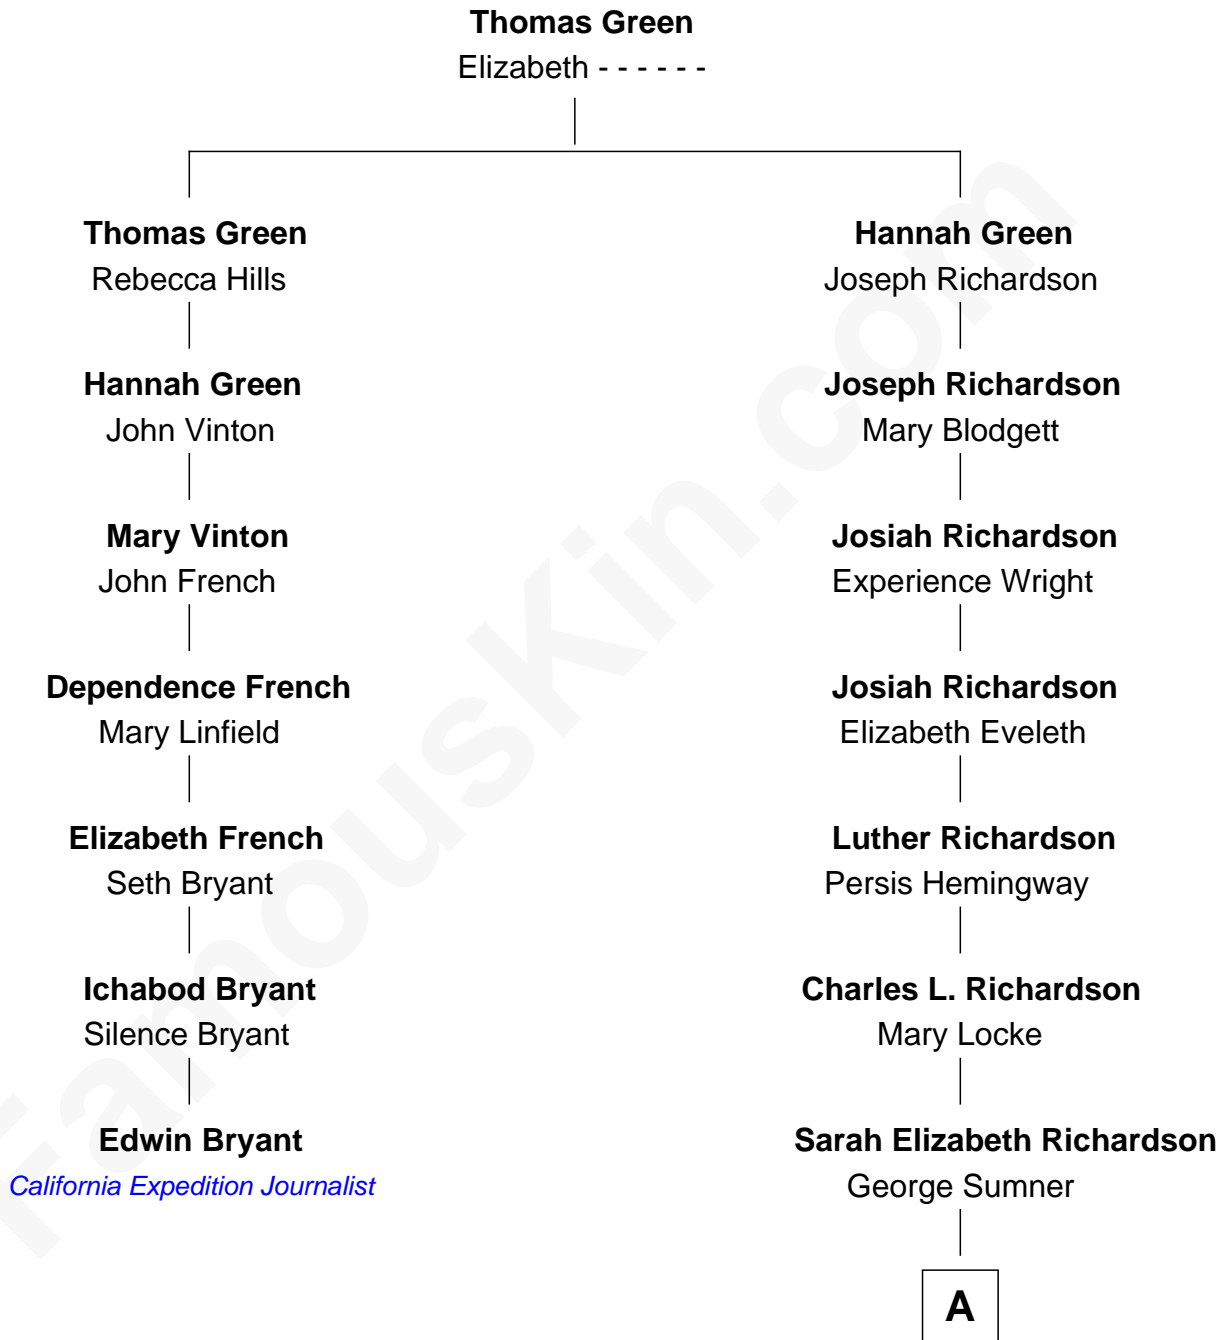 Thomas Green
Elizabeth - - - - - -
Thomas Green
Rebecca Hills
Hannah Green
Joseph Richardson
Hannah Green
John Vinton
Joseph Richardson
Mary Blodgett
Mary Vinton
John French
Josiah Richardson
Experience Wright
Dependence French
Mary Linfield
Josiah Richardson
Elizabeth Eveleth
Elizabeth French
Seth Bryant
Luther Richardson
Persis Hemingway
Ichabod Bryant
Silence Bryant
Charles L. Richardson
Mary Locke
Edwin Bryant
California Expedition Journalist
Sarah Elizabeth Richardson
George Sumner
A
FamousKin.com